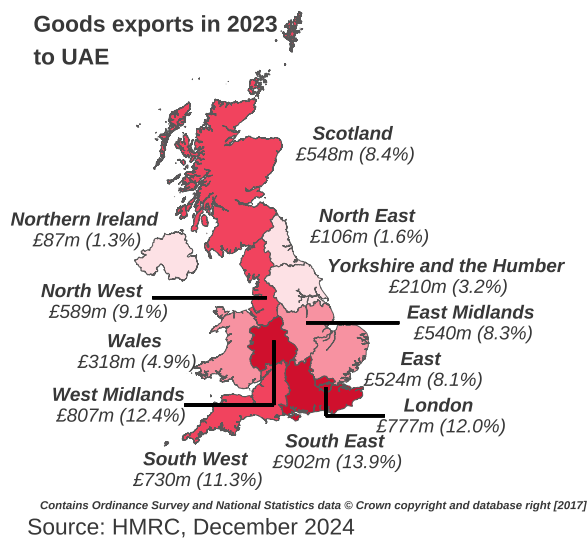 Goods exports in 2023
to UAE
Scotland
£548m (8.4%)
Northern Ireland
£87m (1.3%)
North East
£106m (1.6%)
Yorkshire and the Humber
£210m (3.2%)
North West
£589m (9.1%)
East Midlands
£540m (8.3%)
Wales
£318m (4.9%)
East
£524m (8.1%)
West Midlands
£807m (12.4%)
London
£777m (12.0%)
South East
£902m (13.9%)
South West
£730m (11.3%)
Contains Ordinance Survey and National Statistics data © Crown copyright and database right [2017]
Source: HMRC, December 2024